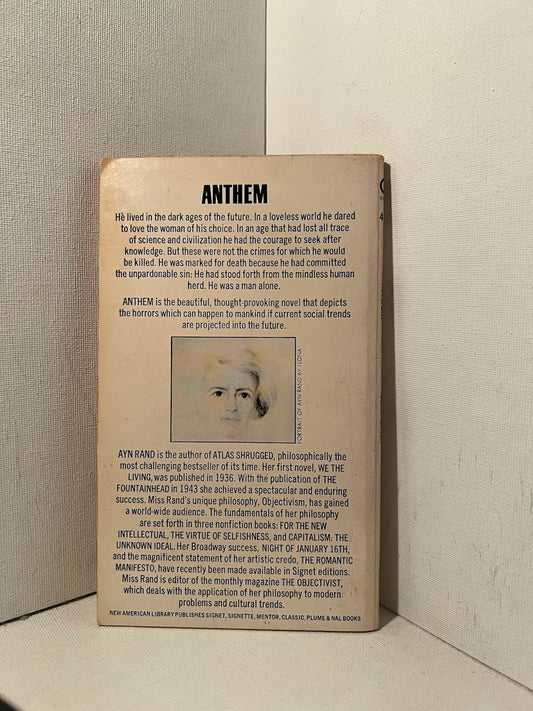 ANTHEM
He lived in the dark ages of the future. In a loveless world he dared
to love the woman of his choice. In an age that had lost all trace
of science and civilization he had the courage to seek after
knowledge. But these were not the crimes for which he would
be killed. He was marked for death because he had committed
the unpardonable sin: He had stood forth from the mindless human
herd. He was a man alone.
ANTHEM is the beautiful, thought-provoking novel that depicts
the horrors which can happen to mankind if current social trends
are projected into the future.
PORTRAIT OF AYN RAND BY ILONA
AYN RAND is the author of ATLAS SHRUGGED, philosophically the
most challenging bestseller of its time. Her first novel, WE THE
LIVING, was published in 1936. With the publication of THE
FOUNTAINHEAD in 1943 she achieved a spectacular and enduring
success. Miss Rand's unique philosophy, Objectivism, has gained
a world-wide audience. The fundamentals of her philosophy
are set forth in three nonfiction books: FOR THE NEW
INTELLECTUAL, THE VIRTUE OF SELFISHNESS, and CAPITALISM: THE
UNKNOWN IDEAL. Her Broadway success, NIGHT OF JANUARY 16TH,
and the magnificent statement of her artistic credo, THE ROMANTIC
MANIFESTO, have recently been made available in Signet editions.
Miss Rand is editor of the monthly magazine THE OBJECTIVIST,
which deals with the application of her philosophy to modern
problems and cultural trends.
NEW AMERICAN LIBRARY PUBLISHES SIGNET, SIGNETTE, MENTOR, CLASSIC, PLUME & NAL BOOKS